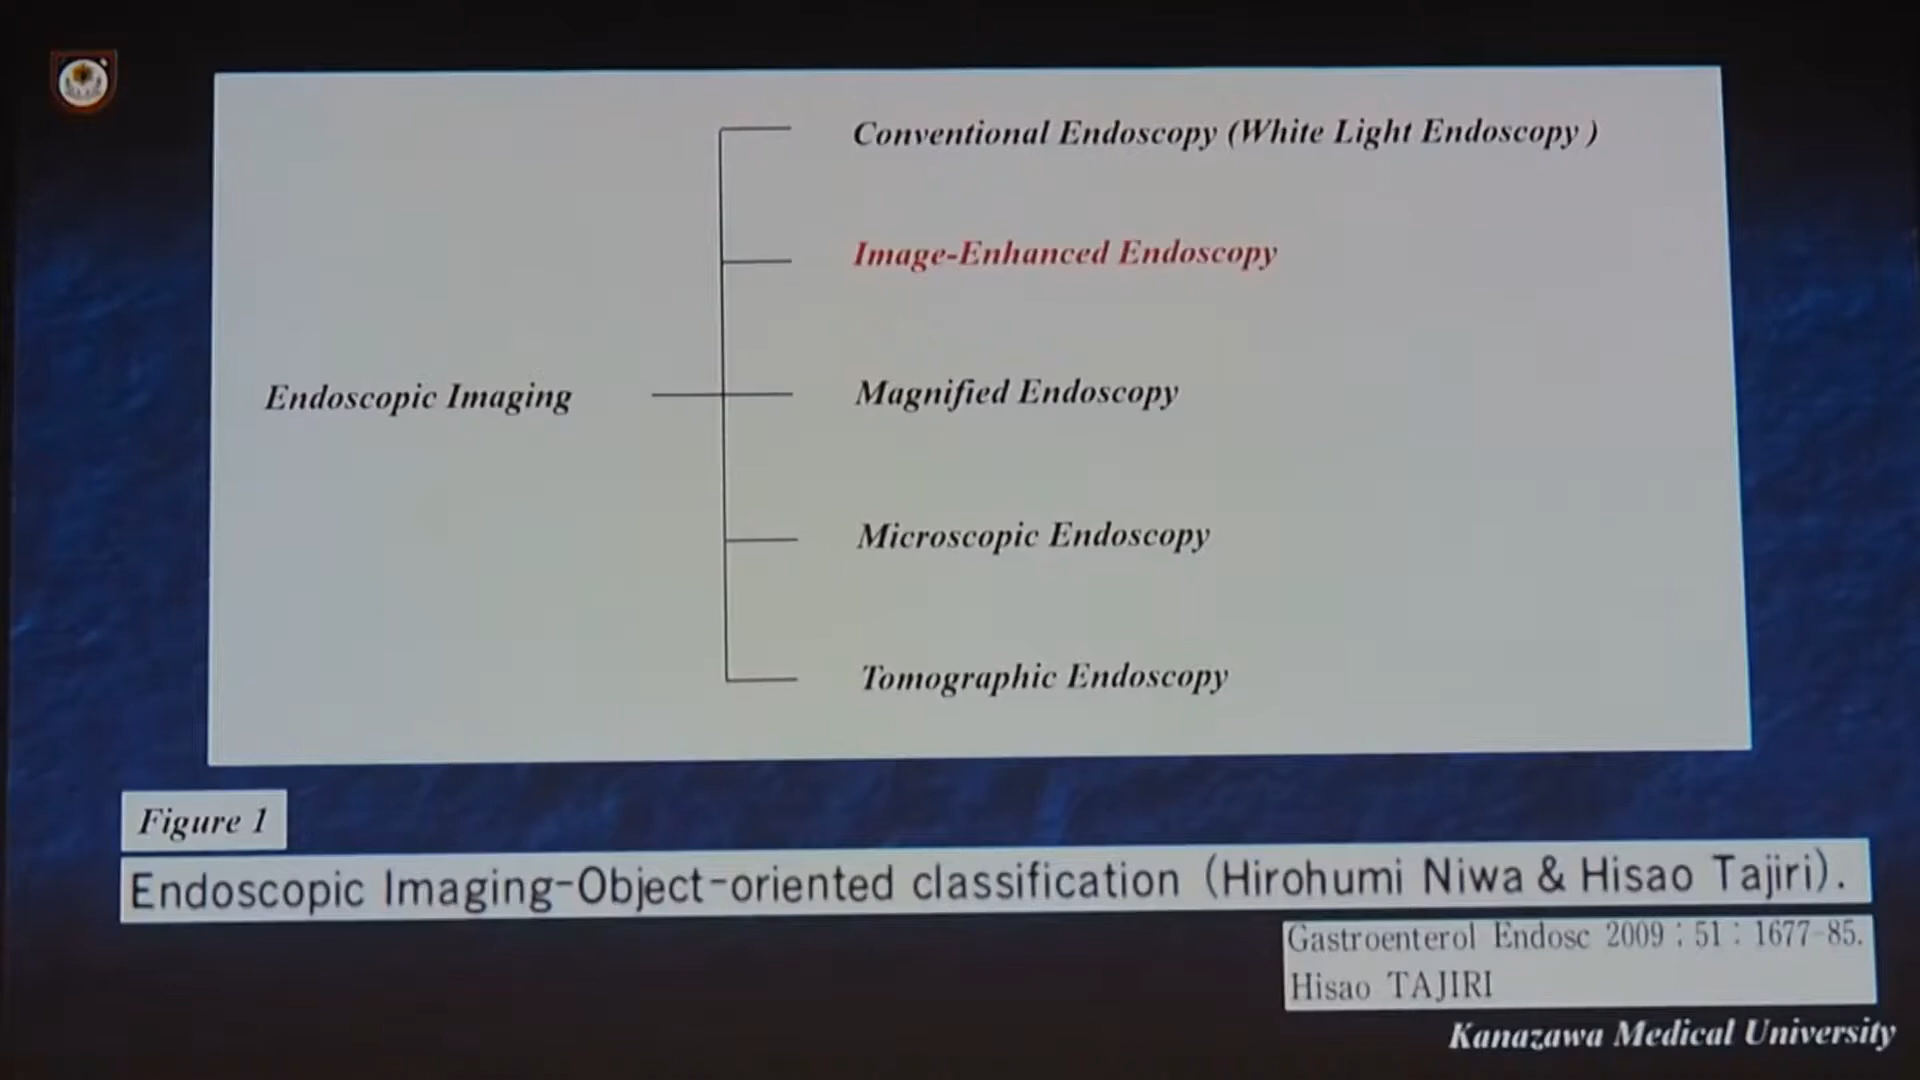 Conventional Endoscopy (White Light Endoscopy )
Image-Enhanced Endoscopy
Endoscopic Imaging
Magnified Endoscopy
Microscopic Endoscopy
Tomographic Endoscopy
Figure 1
Endoscopic Imaging-Object-oriented classification (Hirohumi Niwa & Hisao Tajiri).
Gastroenterol Endosc 2009 ; 51 : 1677-85.
Hisao TAJIRI
Kanazawa Medical University